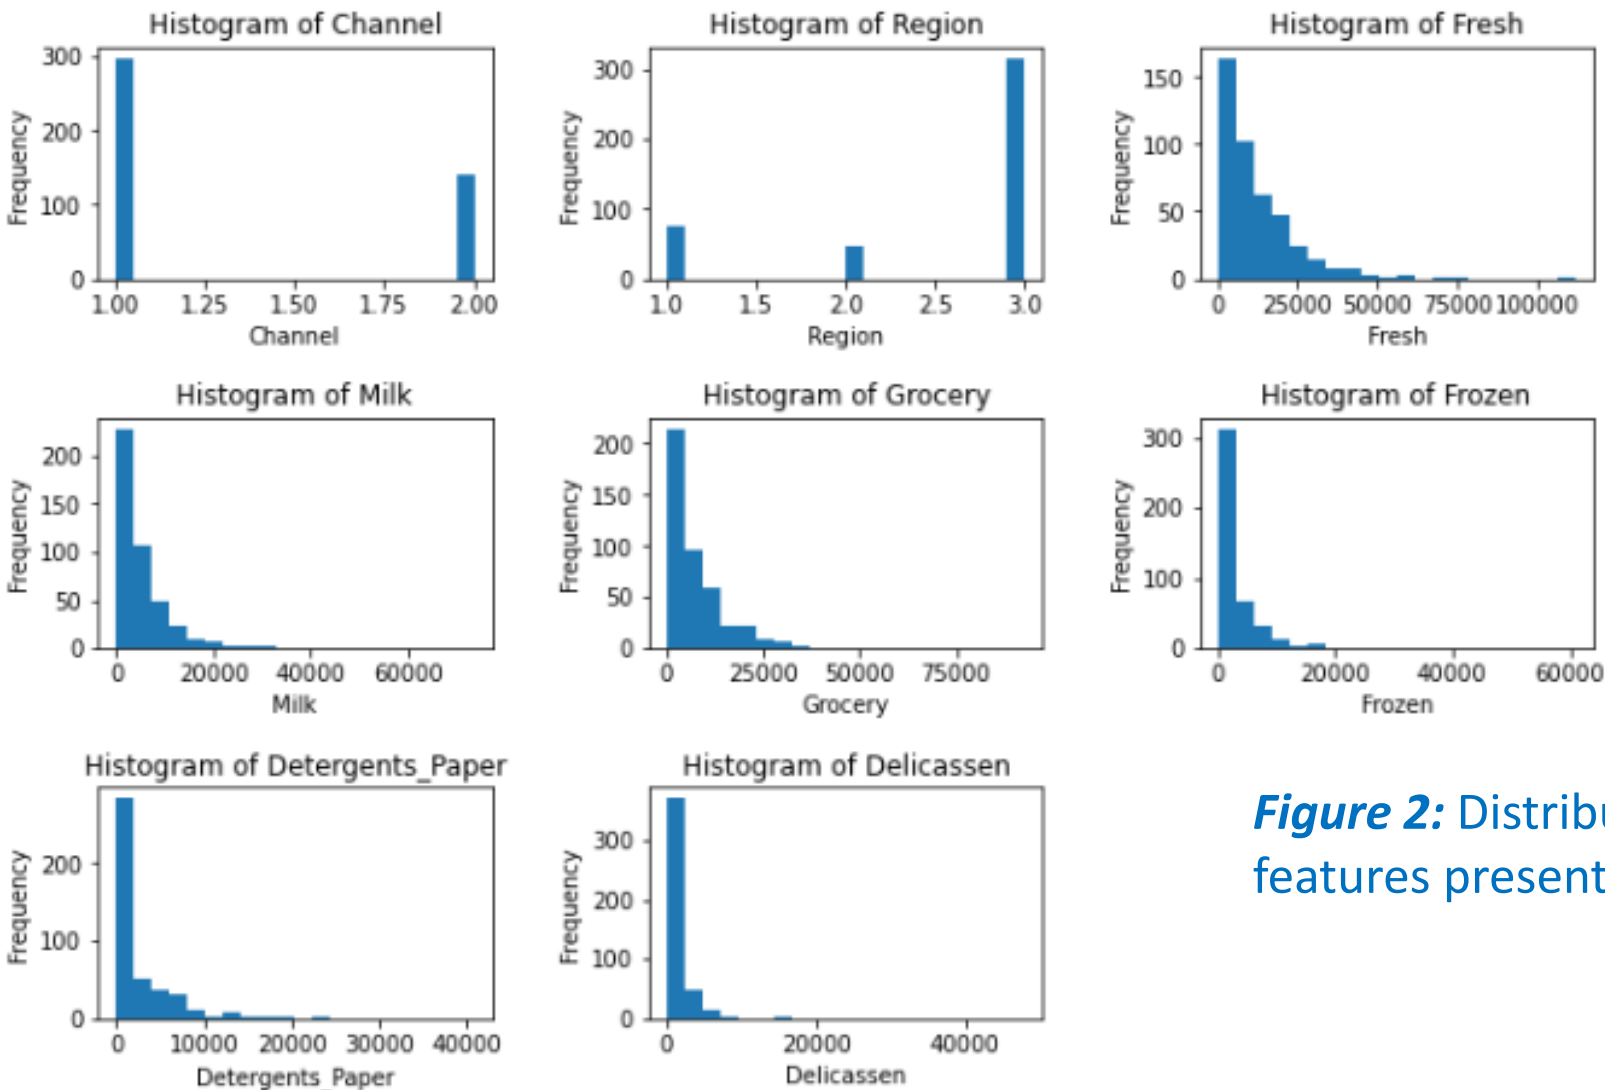 Histogram of Channel
Frequency
300
200
100
0
1.00 1.25 1.50 1.75 2.00
Channel
Histogram of Region
Frequency
300
200
100
0
1.0 1.5 2.0 2.5 3.0
Region
Histogram of Fresh
Frequency
150
100
50
0
0 25000 50000 75000 100000
Fresh
Histogram of Milk
Frequency
200
150
100
50
0
0 20000 40000 60000
Milk
Histogram of Grocery
Frequency
200
150
100
50
0
0 25000 50000 75000
Grocery
Histogram of Frozen
Frequency
300
200
100
0
0 20000 40000 60000
Frozen
Histogram of Detergents_Paper
Frequency
200
100
0
0 10000 20000 30000 40000
Detergents_Paper
Histogram of Delicassen
Frequency
300
200
100
0
0 20000 40000
Delicassen
Figure 2:
features present